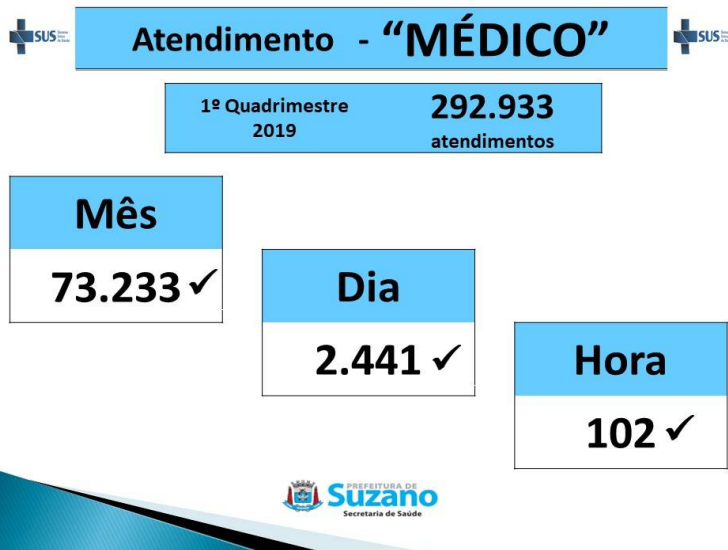 SUS
Atendimento - “MÉDICO”
SUS
1º Quadrimestre
2019
292.933
atendimentos
Mês
73.233
Dia
2.441
Hora
102
PREFEITURA DE
Suzano
Secretaria de Saúde